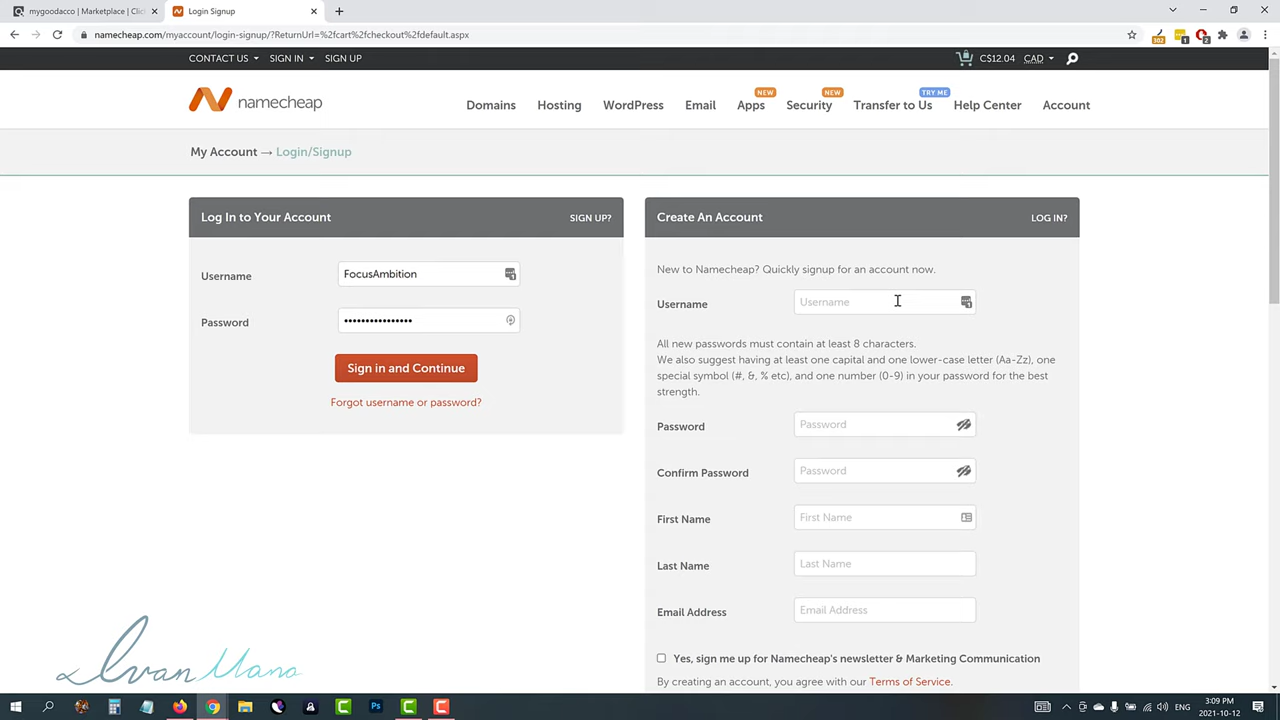 mygoodacco | Marketplace | Clic
Login Signup
namecheap.com/myaccount/login-signup/?ReturnUrl=%2fcart%2fcheckout%2fdefault.aspx
302
1
2
CONTACT US
SIGN IN
SIGN UP
C$12.04
CAD
namecheap
Domains
Hosting
WordPress
Email
Apps
NEW
Security
NEW
Transfer to Us
TRY ME
Help Center
Account
My Account → Login/Signup
Log In to Your Account
SIGN UP?
Username
FocusAmbition
Password
••••••••••••••••
Sign in and Continue
Forgot username or password?
Create An Account
LOG IN?
New to Namecheap? Quickly signup for an account now.
Username
Username
All new passwords must contain at least 8 characters.
We also suggest having at least one capital and one lower-case letter (Aa-Zz), one
special symbol (#, &, % etc), and one number (0-9) in your password for the best
strength.
Password
Password
Confirm Password
Password
First Name
First Name
Last Name
Last Name
Email Address
Email Address
Yes, sign me up for Namecheap's newsletter & Marketing Communication
By creating an account, you agree with our Terms of Service.
Ivan Mana
ENG
3:09 PM
2021-10-12